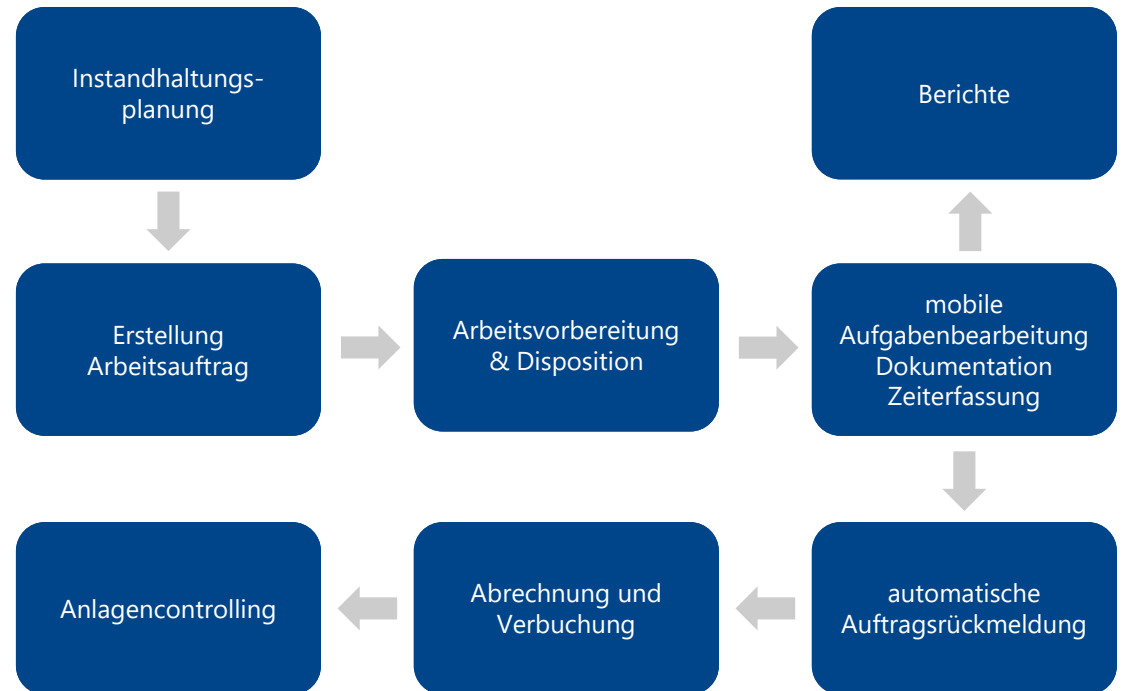 Instandhaltungs-
planung
Berichte
Erstellung
Arbeitsauftrag
Arbeitsvorbereitung
& Disposition
mobile
Aufgabenbearbeitung
Dokumentation
Zeiterfassung
Anlagencontrolling
Abrechnung und
Verbuchung
automatische
Auftragsrückmeldung